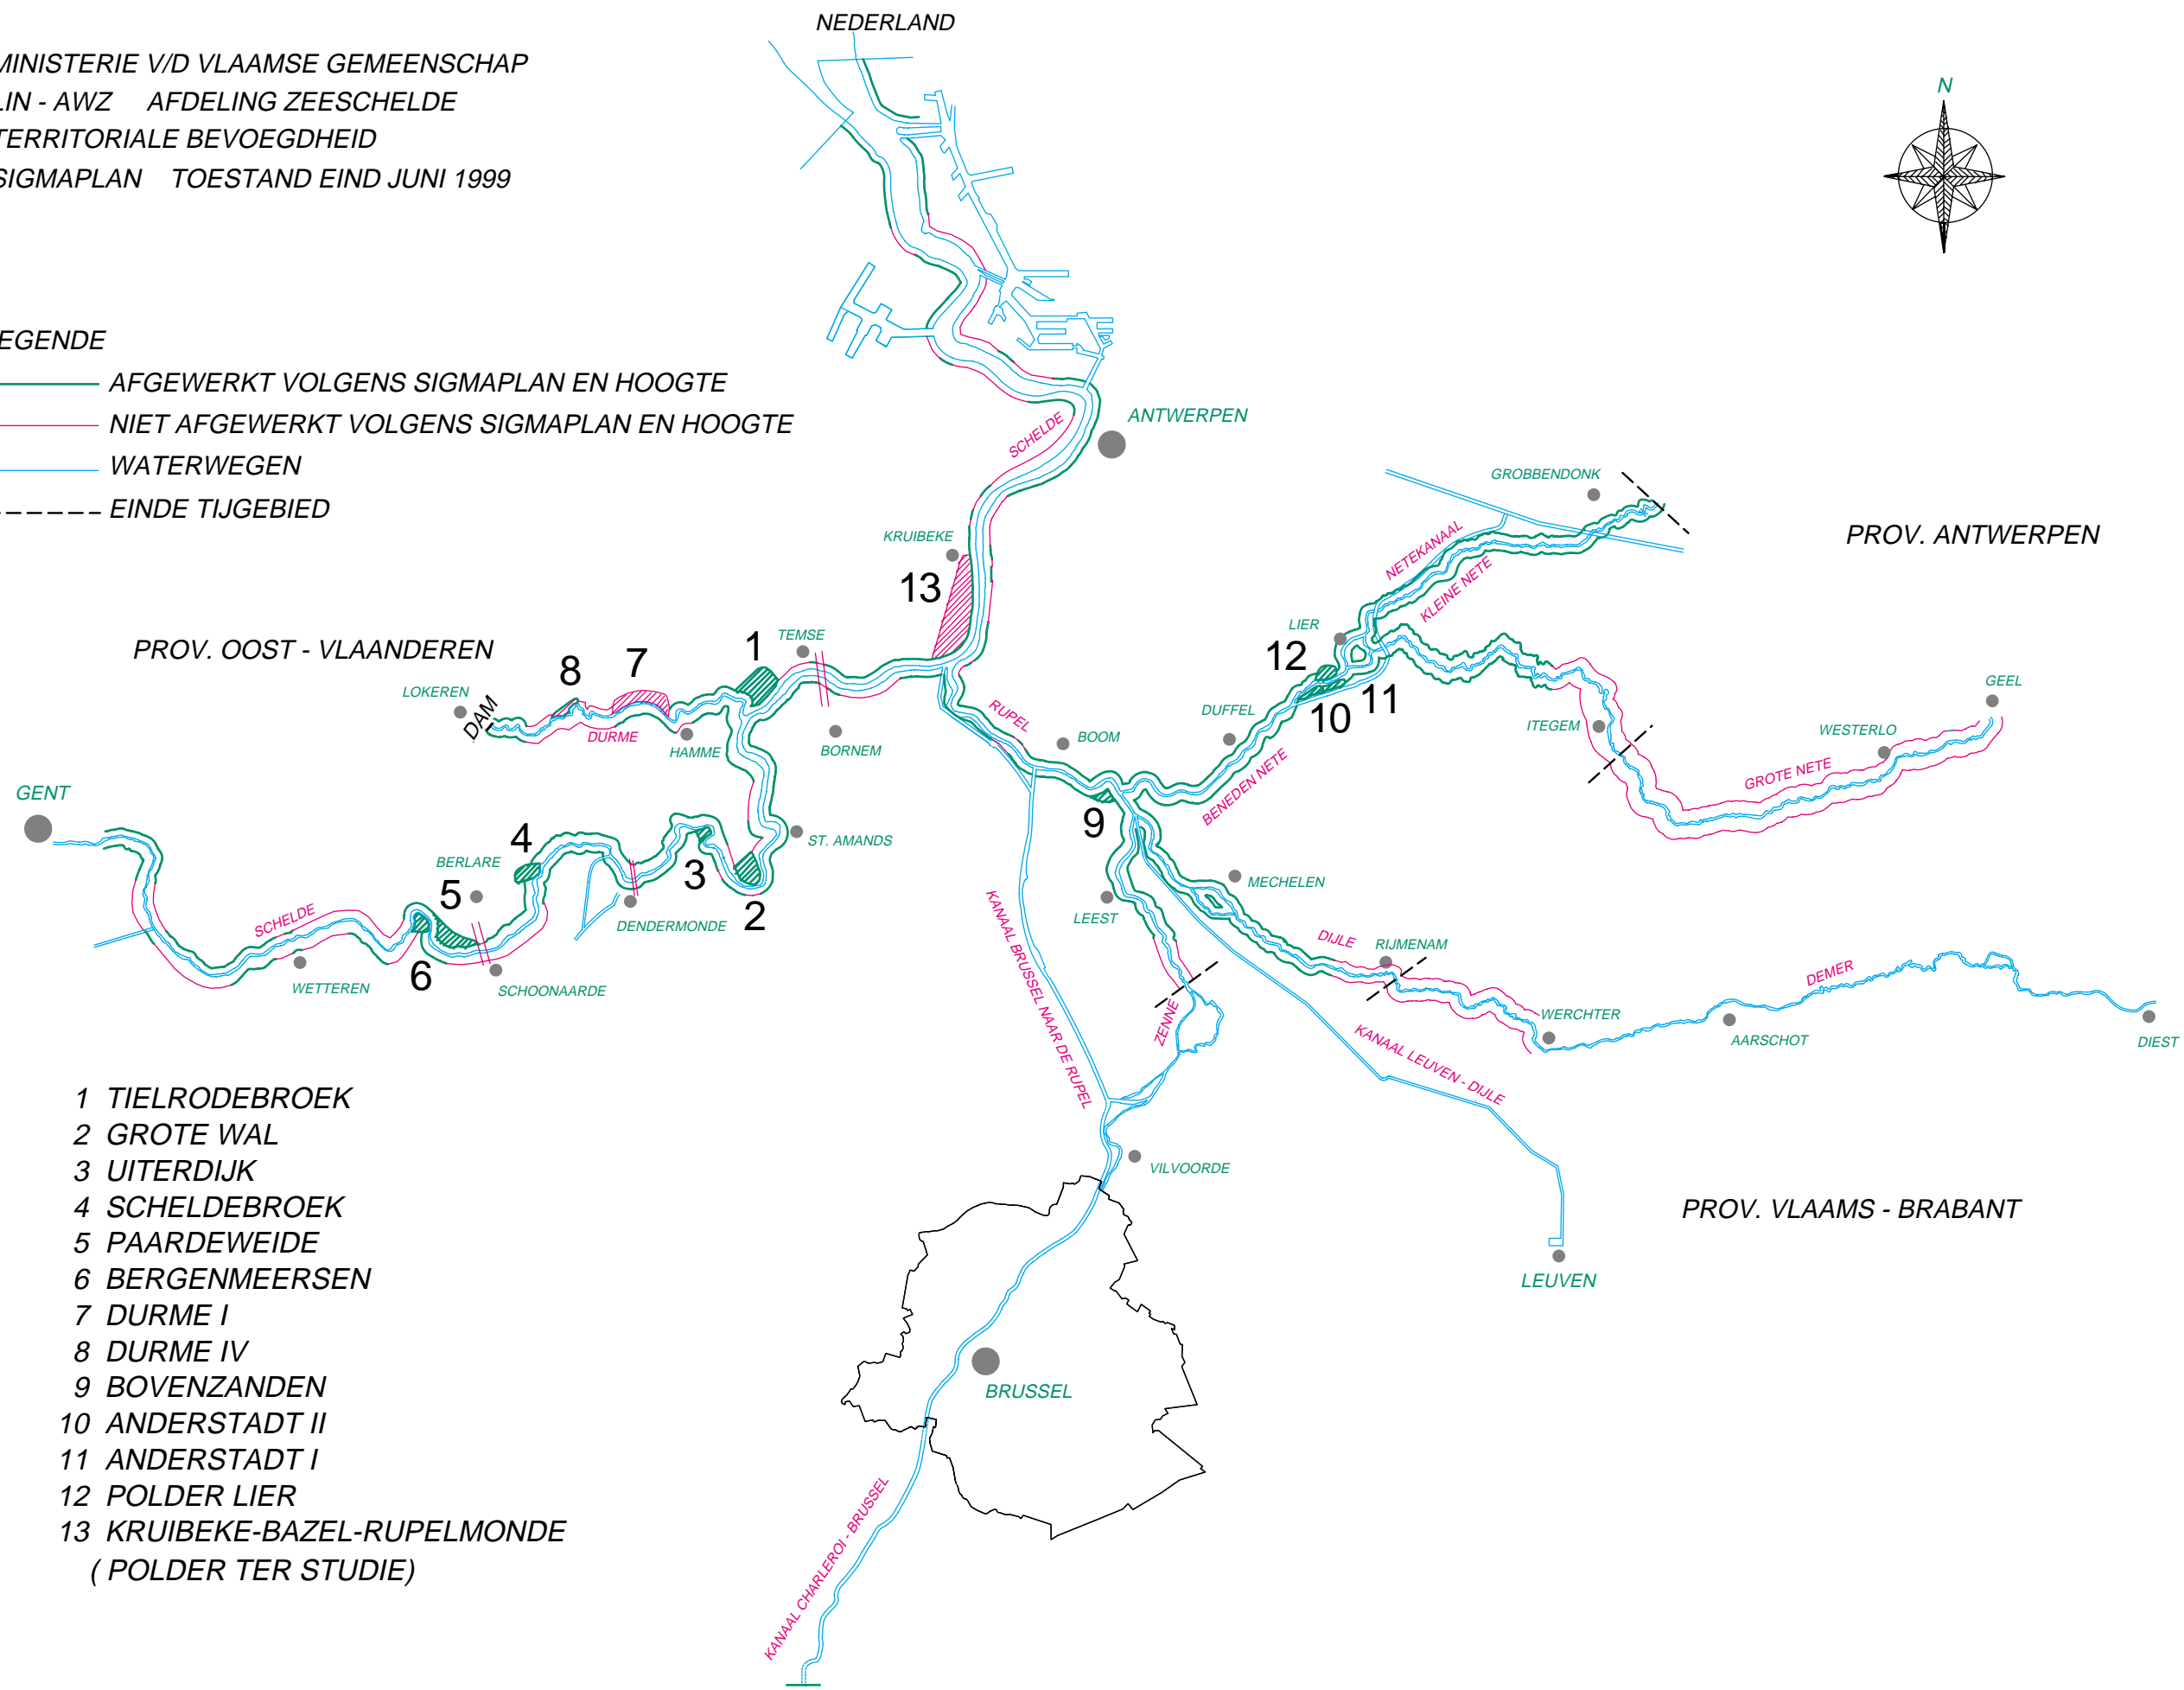 NEDERLAND
MINISTERIE V/D VLAAMSE GEMEENSCHAP
LIN - AWZ AFDELING ZEESCHELDE
TERRITORIALE BEVOEGDHEID
SIGMAPLAN TOESTAND EIND JUNI 1999
N
EGENDE
AFGEWERKT VOLGENS SIGMAPLAN EN HOOGTE
NIET AFGEWERKT VOLGENS SIGMAPLAN EN HOOGTE
WATERWEGEN
EINDE TIJGEBIED
ANTWERPEN
SCHELDE
GROBBENDONK
PROV. ANTWERPEN
KRUIBEKE
13
NETEKANAAL
KLEINE NETE
PROV. OOST - VLAANDEREN
1
TEMSE
LIER
12
8
7
LOKEREN
DAM
DURME
HAMME
BORNEM
RUPEL
BOOM
DUFFEL
10
11
ITEGEM
GEEL
WESTERLO
GROTE NETE
BENEDEN NETE
GENT
9
4
BERLARE
5
3
2
ST. AMANDS
DENDERMONDE
SCHELDE
WETTEREN
6
SCHOONAARDE
LEEST
MECHELEN
KANAAL BRUSSEL NAAR DE RUPEL
DIJLE
RIJMENAM
ZENNE
WERCHTER
DEMER
AARSCHOT
DIEST
KANAAL LEUVEN - DIJLE
VILVOORDE
PROV. VLAAMS - BRABANT
LEUVEN
BRUSSEL
KANAAL CHARLEROI - BRUSSEL
1 TIELRODEBROEK
2 GROTE WAL
3 UITERDIJK
4 SCHELDEBROEK
5 PAARDEWEIDE
6 BERGENMEERSEN
7 DURME I
8 DURME IV
9 BOVENZANDEN
10 ANDERSTADT II
11 ANDERSTADT I
12 POLDER LIER
13 KRUIBEKE-BAZEL-RUPELMONDE
( POLDER TER STUDIE)